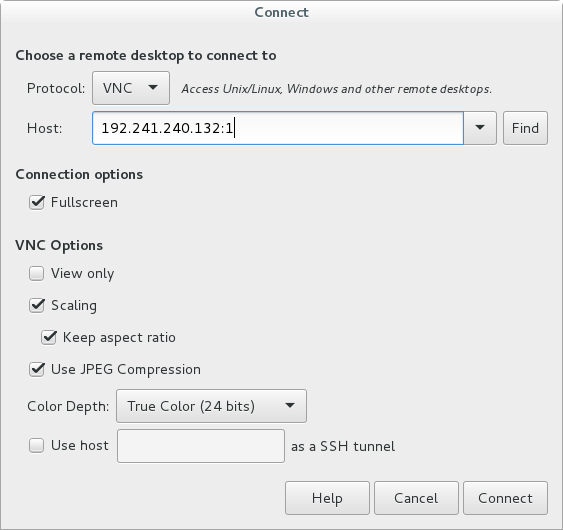 Connect
Choose a remote desktop to connect to
Protocol: VNC Access Unix/Linux, Windows and other remote desktops.
Host: 192.241.240.132:1 Find
Connection options
Fullscreen
VNC Options
View only
Scaling
Keep aspect ratio
Use JPEG Compression
Color Depth: True Color (24 bits)
Use host as a SSH tunnel
Help Cancel Connect